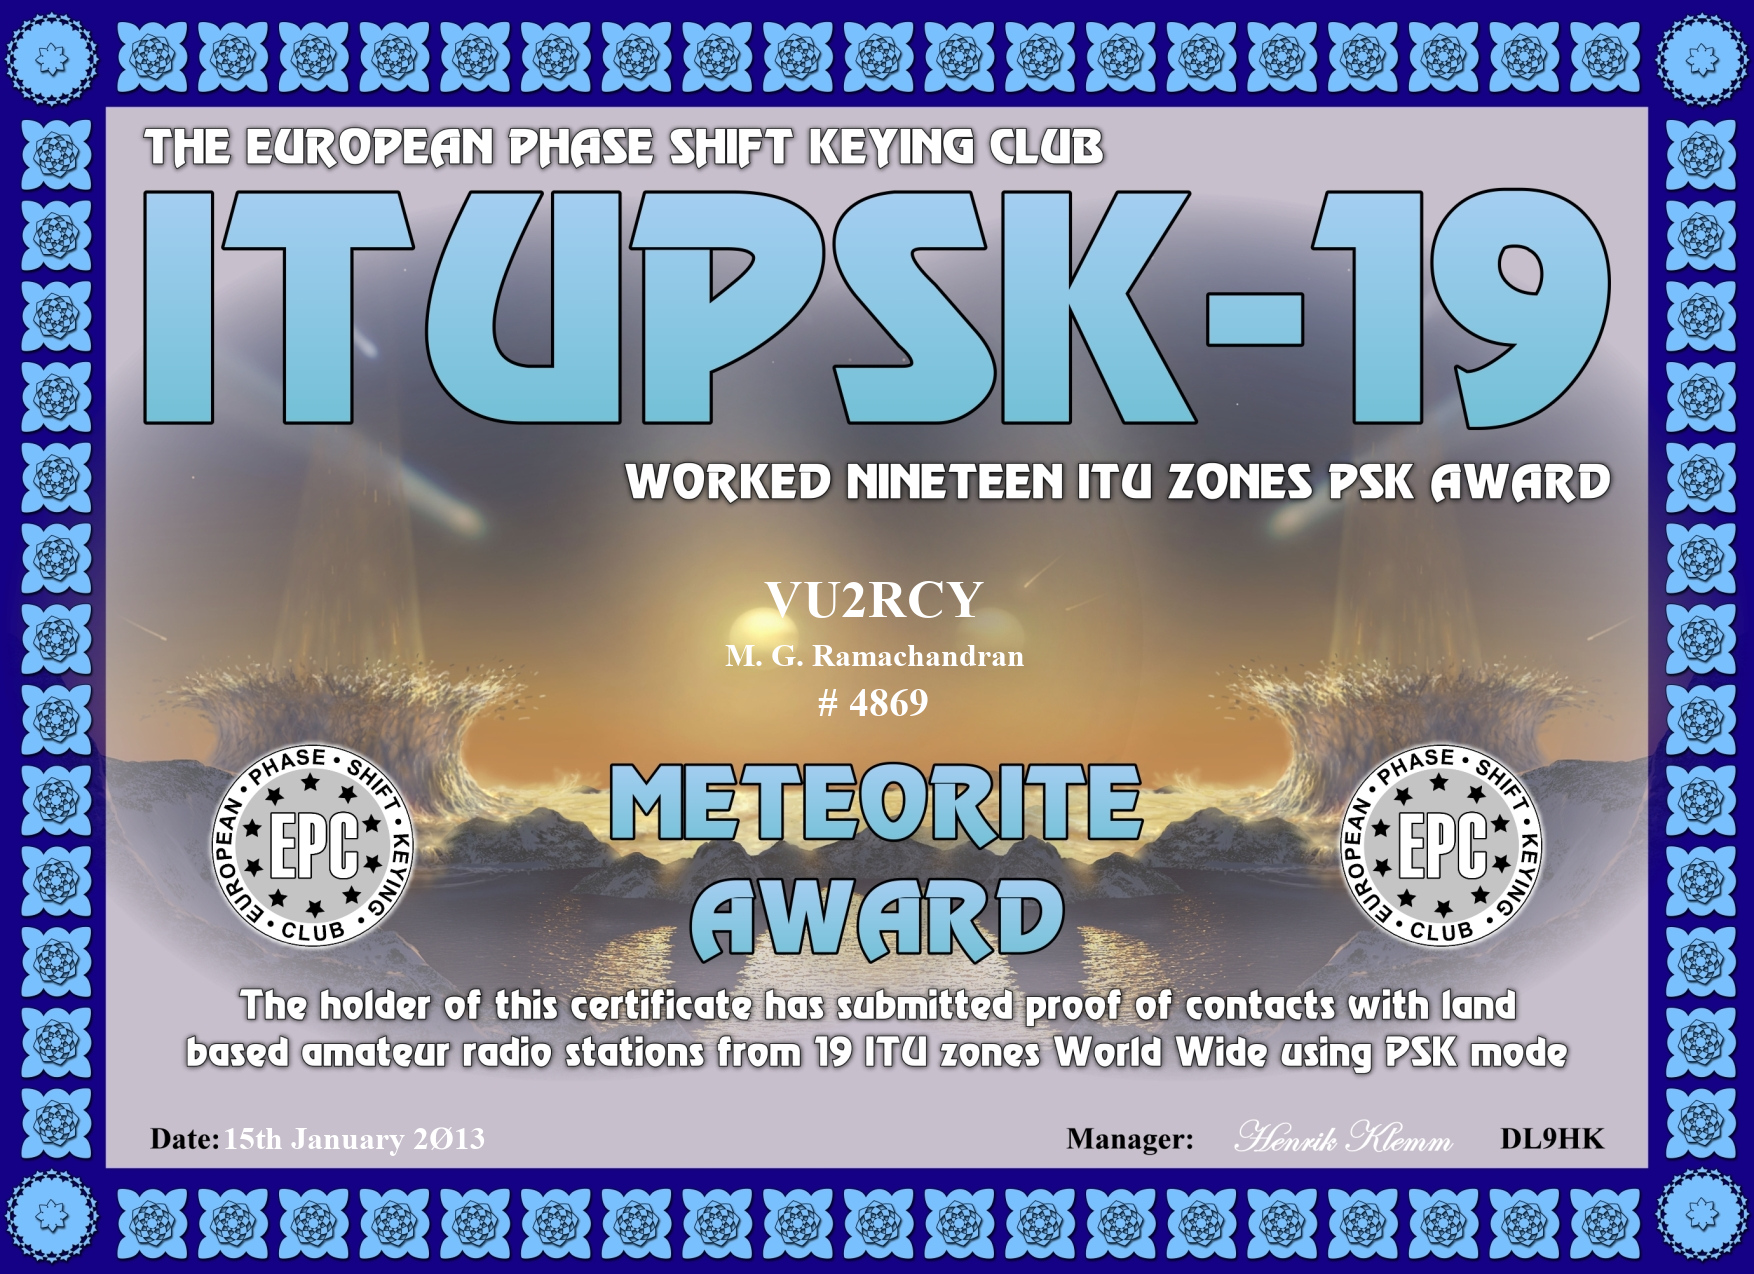 THE EUROPEAN PHASE SHIFT KEYING CLUB
ITUPSK-19
WORKED NINETEEN ITU ZONES PSK AWARD
VU2RCY
M. G. Ramachandran
# 4869
METEORITE
AWARD
EUROPEAN • PHASE • SHIFT • KEYING • CLUB •
EPC
EUROPEAN • PHASE • SHIFT • KEYING • CLUB •
EPC
The holder of this certificate has submitted proof of contacts with land
based amateur radio stations from 19 ITU zones World Wide using PSK mode
Date: 15th January 2Ø13
Manager: Henrik Klemm DL9HK